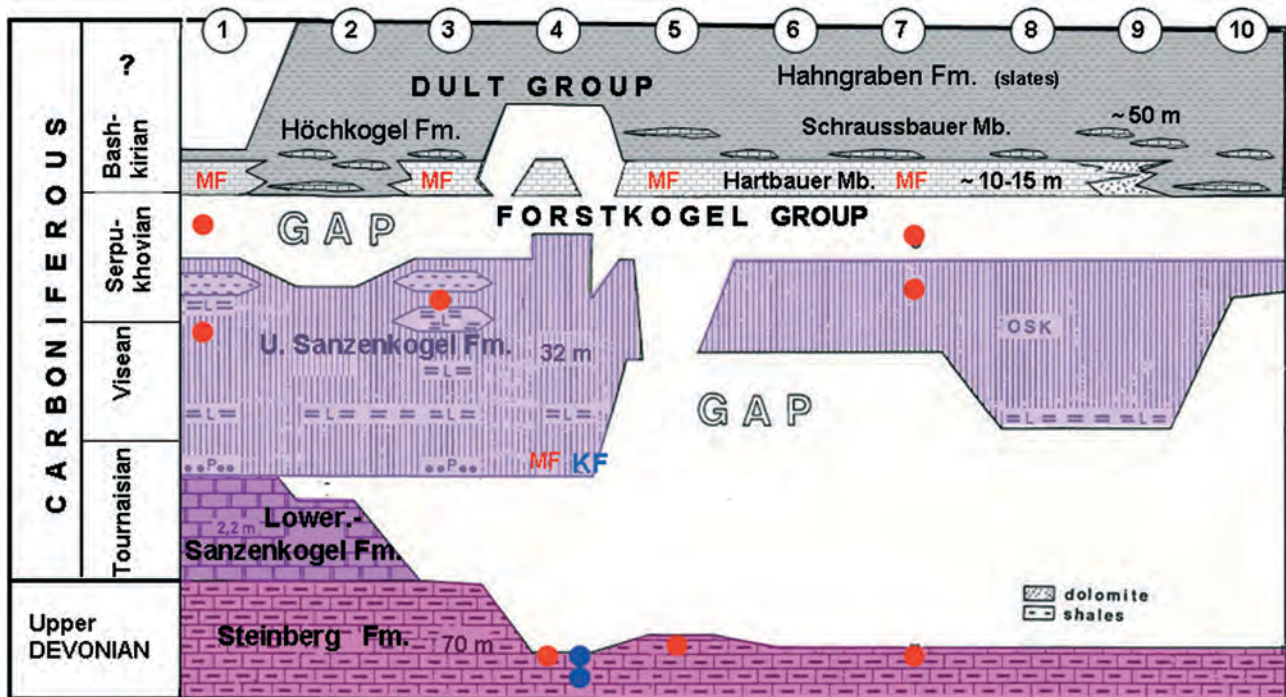 1 2 3 4 5 6 7 8 9 10
CARBONIFEROUS
?
Bash-
kirian
Serpu-
khovian
Visean
Tournaisian
Upper
DEVONIAN
Hahngraben Fm. (slates)
DULT GROUP
Höchkogel Fm.
Schraussbauer Mb.
~50 m
MF
MF
MF
Hartbauer Mb.
MF
~10-15 m
FORSTKOGEL GROUP
GAP
L
L
U. Sanzenkogel Fm.
32 m
OSK
L
GAP
L
L
L
L
L
P
P
MF
KF
Lower.-
2,2 m
Sanzenkogel Fm.
dolomite
shales
Steinberg Fm.
70 m